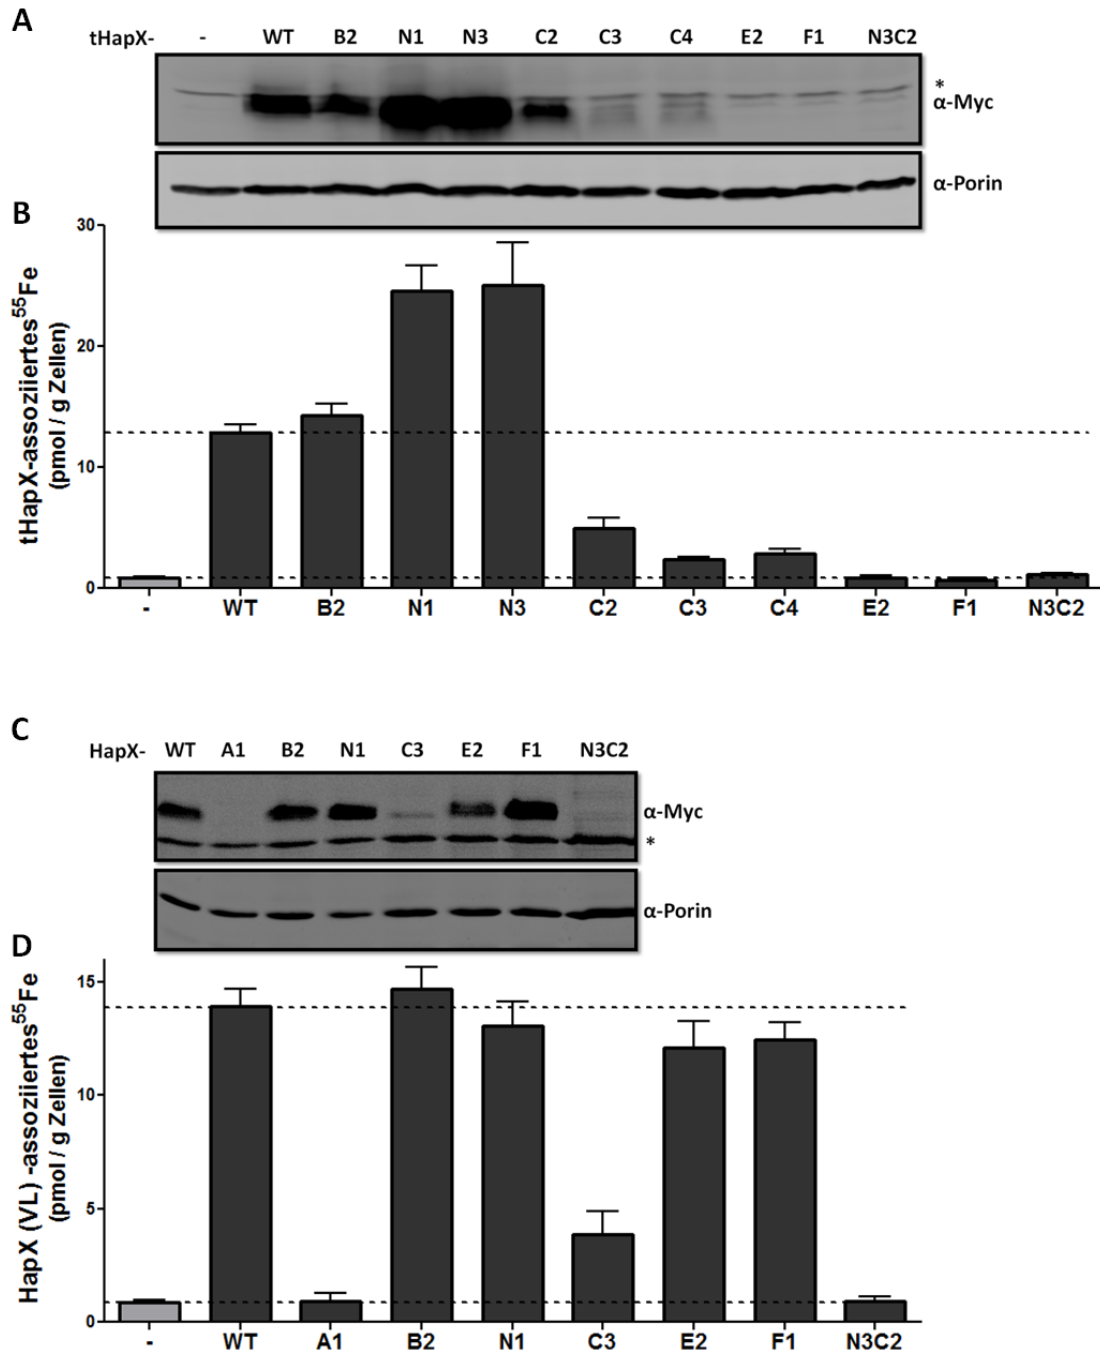 A
tHapX- - WT B2 N1 N3 C2 C3 C4 E2 F1 N3C2
*
α-Myc
α-Porin
B
tHapX-assoziiertes⁵⁵Fe
(pmol / g Zellen)
30
20
10
0
- WT B2 N1 N3 C2 C3 C4 E2 F1 N3C2
C
HapX- WT A1 B2 N1 C3 E2 F1 N3C2
α-Myc
*
α-Porin
D
HapX (VL) -assoziiertes⁵⁵Fe
(pmol / g Zellen)
15
10
5
0
- WT A1 B2 N1 C3 E2 F1 N3C2